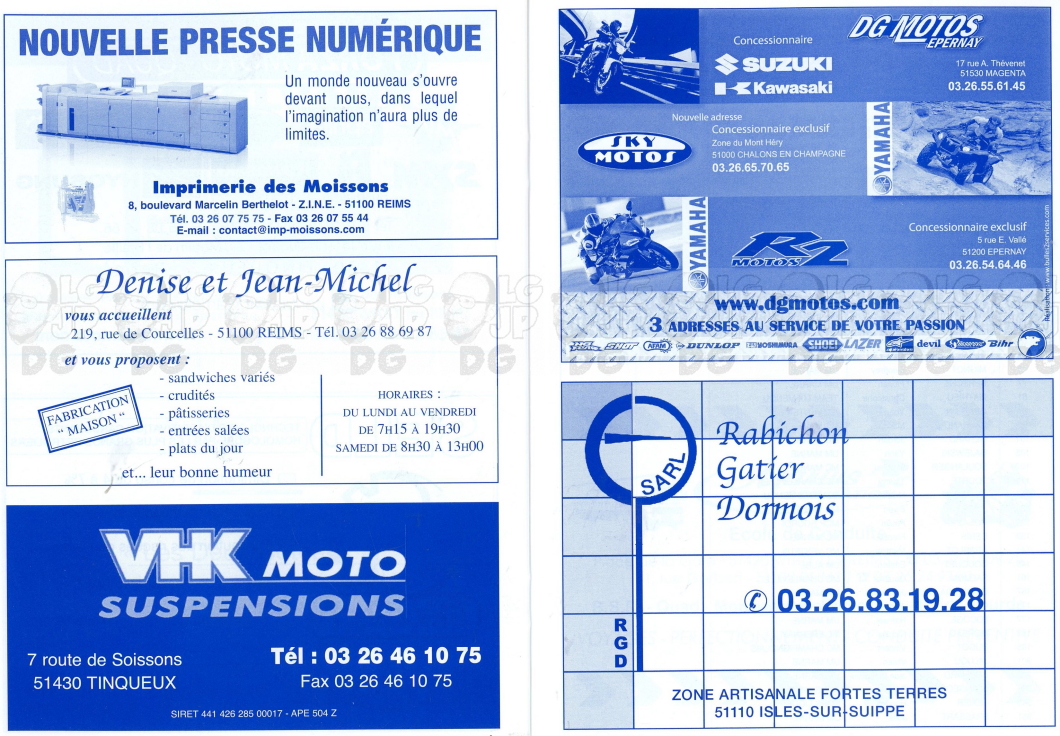 NOUVELLE PRESSE NUMÉRIQUE
Un monde nouveau s'ouvre
devant nous, dans lequel
l'imagination n'aura plus de
limites.
Imprimerie des Moissons
8, boulevard Marcelin Berthelot - Z.I.N.E. - 51100 REIMS
Tél. 03 26 07 75 75 - Fax 03 26 07 55 44
E-mail : contact@imp-moissons.com
Denise et Jean-Michel
vous accueillent
219, rue de Courcelles - 51100 REIMS - Tél. 03 26 88 69 87
et vous proposent :
- sandwiches variés
- crudités
- pâtisseries
- entrées salées
- plats du jour
FABRICATION
" MAISON "
HORAIRES :
DU LUNDI AU VENDREDI
DE 7H15 À 19H30
SAMEDI DE 8H30 À 13H00
et... leur bonne humeur
VHK MOTO
SUSPENSIONS
7 route de Soissons
51430 TINQUEUX
Tél : 03 26 46 10 75
Fax 03 26 46 10 75
SIRET 441 426 285 00017 - APE 504 Z
Concessionnaire
SUZUKI
Kawasaki
DG MOTOS
EPERNAY
17 rue A. Thévenet
51530 MAGENTA
03.26.55.61.45
Nouvelle adresse
SKY
MOTOS
Concessionnaire exclusif
Zone du Mont Héry
51000 CHALONS EN CHAMPAGNE
03.26.65.70.65
YAMAHA
YAMAHA
R2
MOTOS
Concessionnaire exclusif
5 rue E. Vallé
51200 EPERNAY
03.26.54.64.46
www.dgmotos.com
3 ADRESSES AU SERVICE DE VOTRE PASSION
SHOT AFAM DUNLOP YOSHIMURA SHOEI LAZER devil Bihr
SARL
Rabichon
Gatier
Dormois
03.26.83.19.28
RGD
ZONE ARTISANALE FORTES TERRES
51110 ISLES-SUR-SUIPPE
LG JP DG